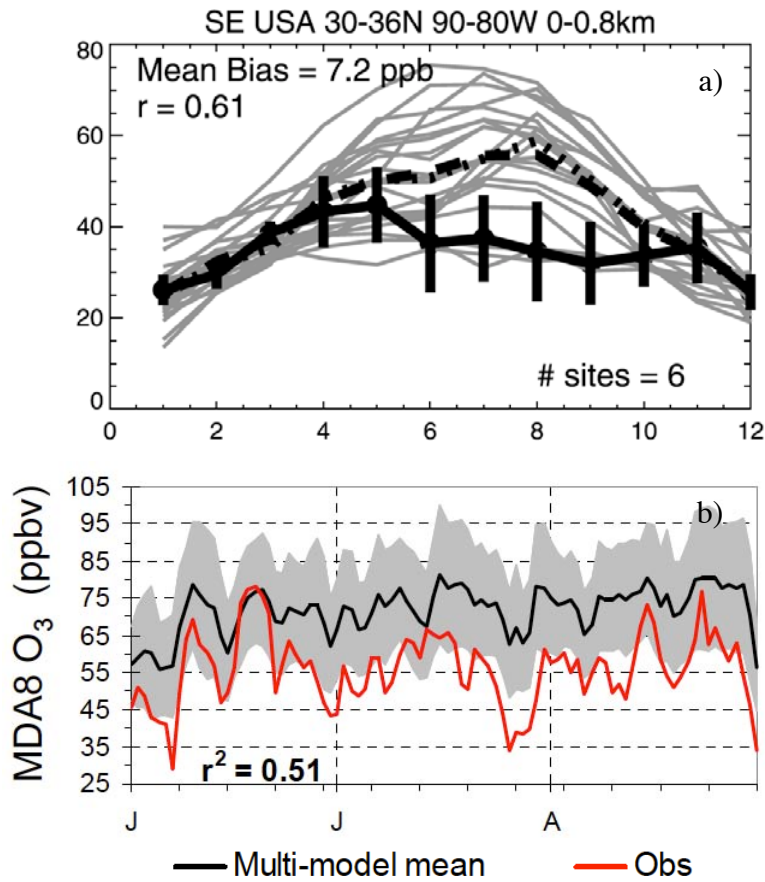 SE USA 30-36N 90-80W 0-0.8km
80
Mean Bias = 7.2 ppb
a)
r = 0.61
60
40
20
# sites = 6
0
0 2 4 6 8 10 12
105
b)
95
85
75
65
55
45
35
25
MDA8 O₃ (ppbv)
r² = 0.51
J J A
Multi-model mean Obs